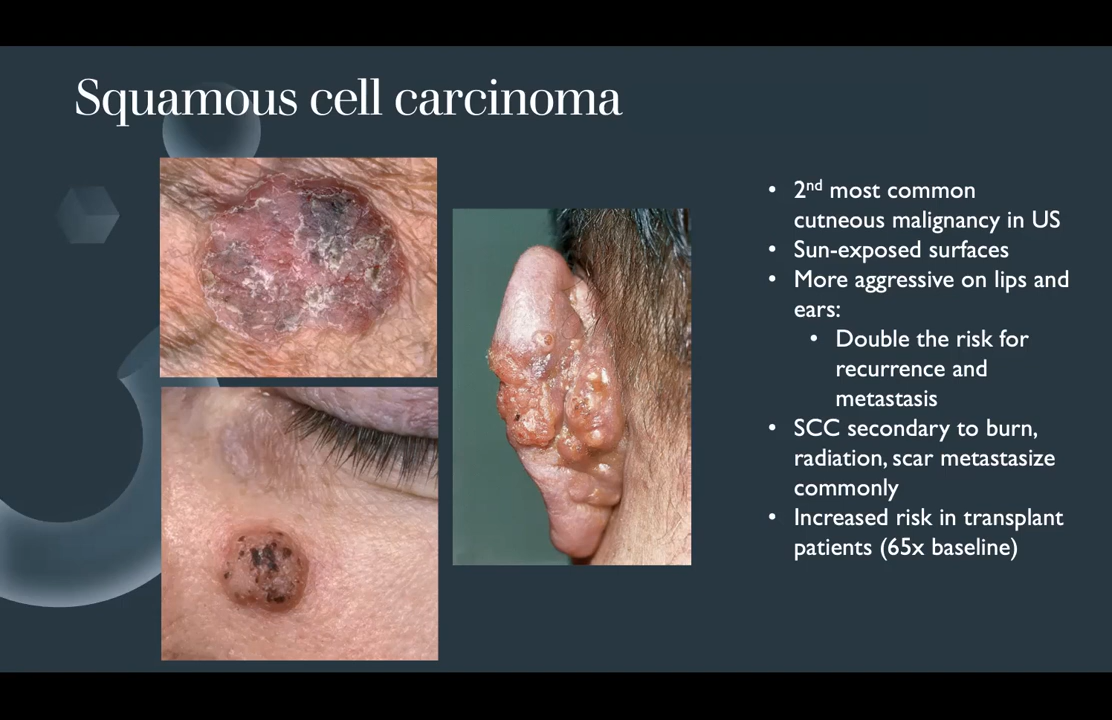 Squamous cell carcinoma
• 2nd most common
cutneous malignancy in US
• Sun-exposed surfaces
• More aggressive on lips and
ears:
• Double the risk for
recurrence and
metastasis
• SCC secondary to burn,
radiation, scar metastasize
commonly
• Increased risk in transplant
patients (65x baseline)